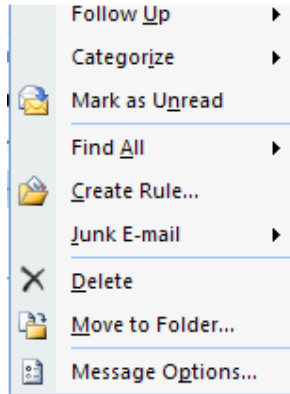 Follow Up
Categorize
Mark as Unread
Find All
Create Rule...
Junk E-mail
Delete
Move to Folder...
Message Options...